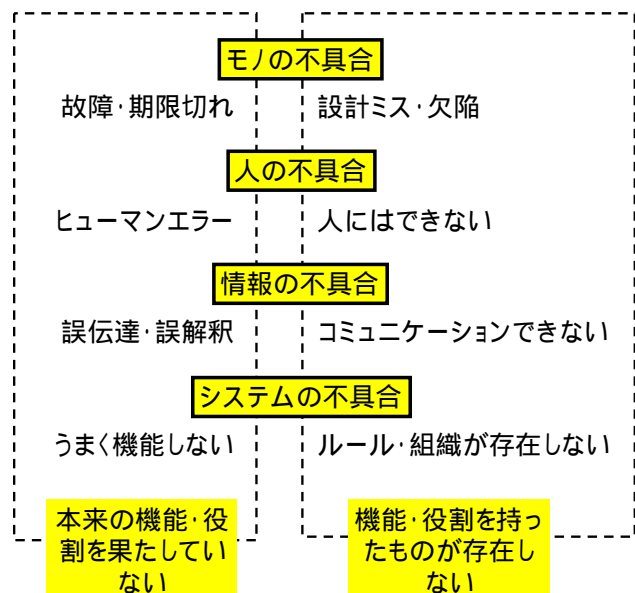 モノの不具合
故障・期限切れ
設計ミス・欠陥
人の不具合
ヒューマンエラー
人にはできない
情報の不具合
誤伝達・誤解釈
コミュニケーションできない
システムの不具合
うまく機能しない
ルール・組織が存在しない
本来の機能・役
割を果たしてい
ない
機能・役割を持っ
たものが存在し
ない